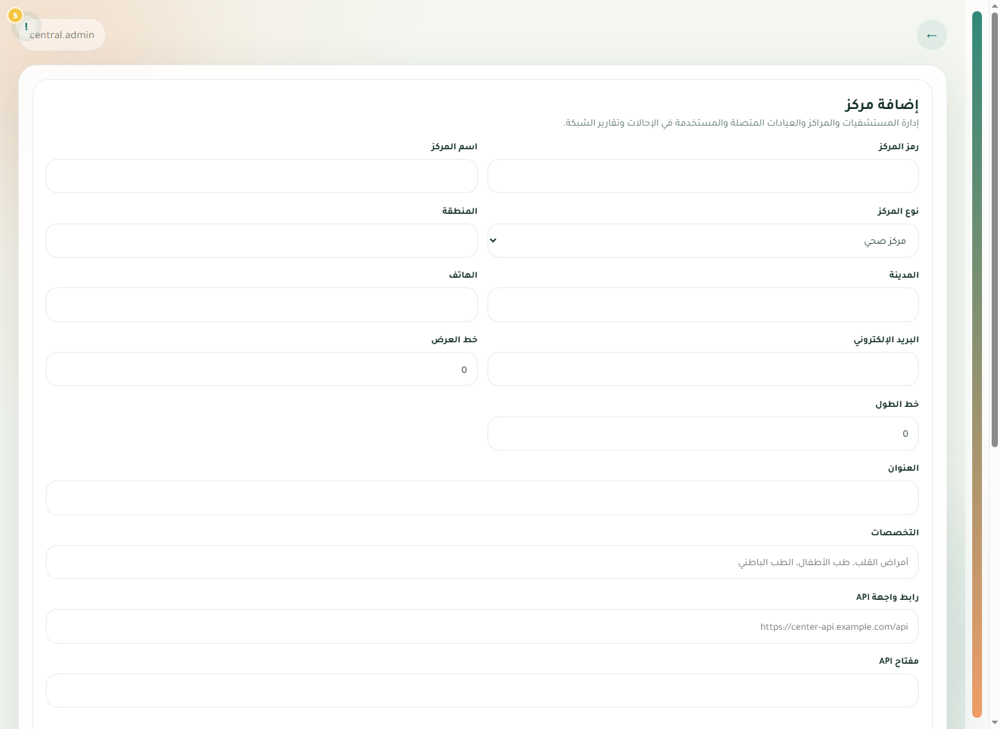 ←
5
!
central.admin
إضافة مركز
إدارة المستشفيات والمراكز والعيادات المتصلة والمستخدمة في الإحالات وتقارير الشبكة.
رمز المركز
اسم المركز
نوع المركز
المنطقة
مركز صحي
المدينة
الهاتف
البريد الإلكتروني
خط العرض
0
خط الطول
0
العنوان
التخصصات
أمراض القلب، طب الأطفال، الطب الباطني
رابط واجهة API
https://center-api.example.com/api
مفتاح API